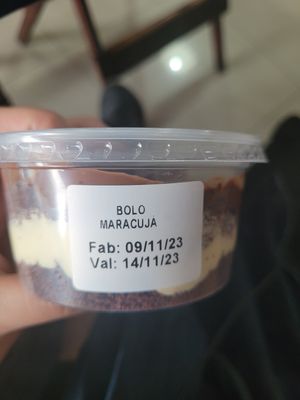 BOLO
MARACUJA
Fab: 09/11/23
Val: 14/11/23